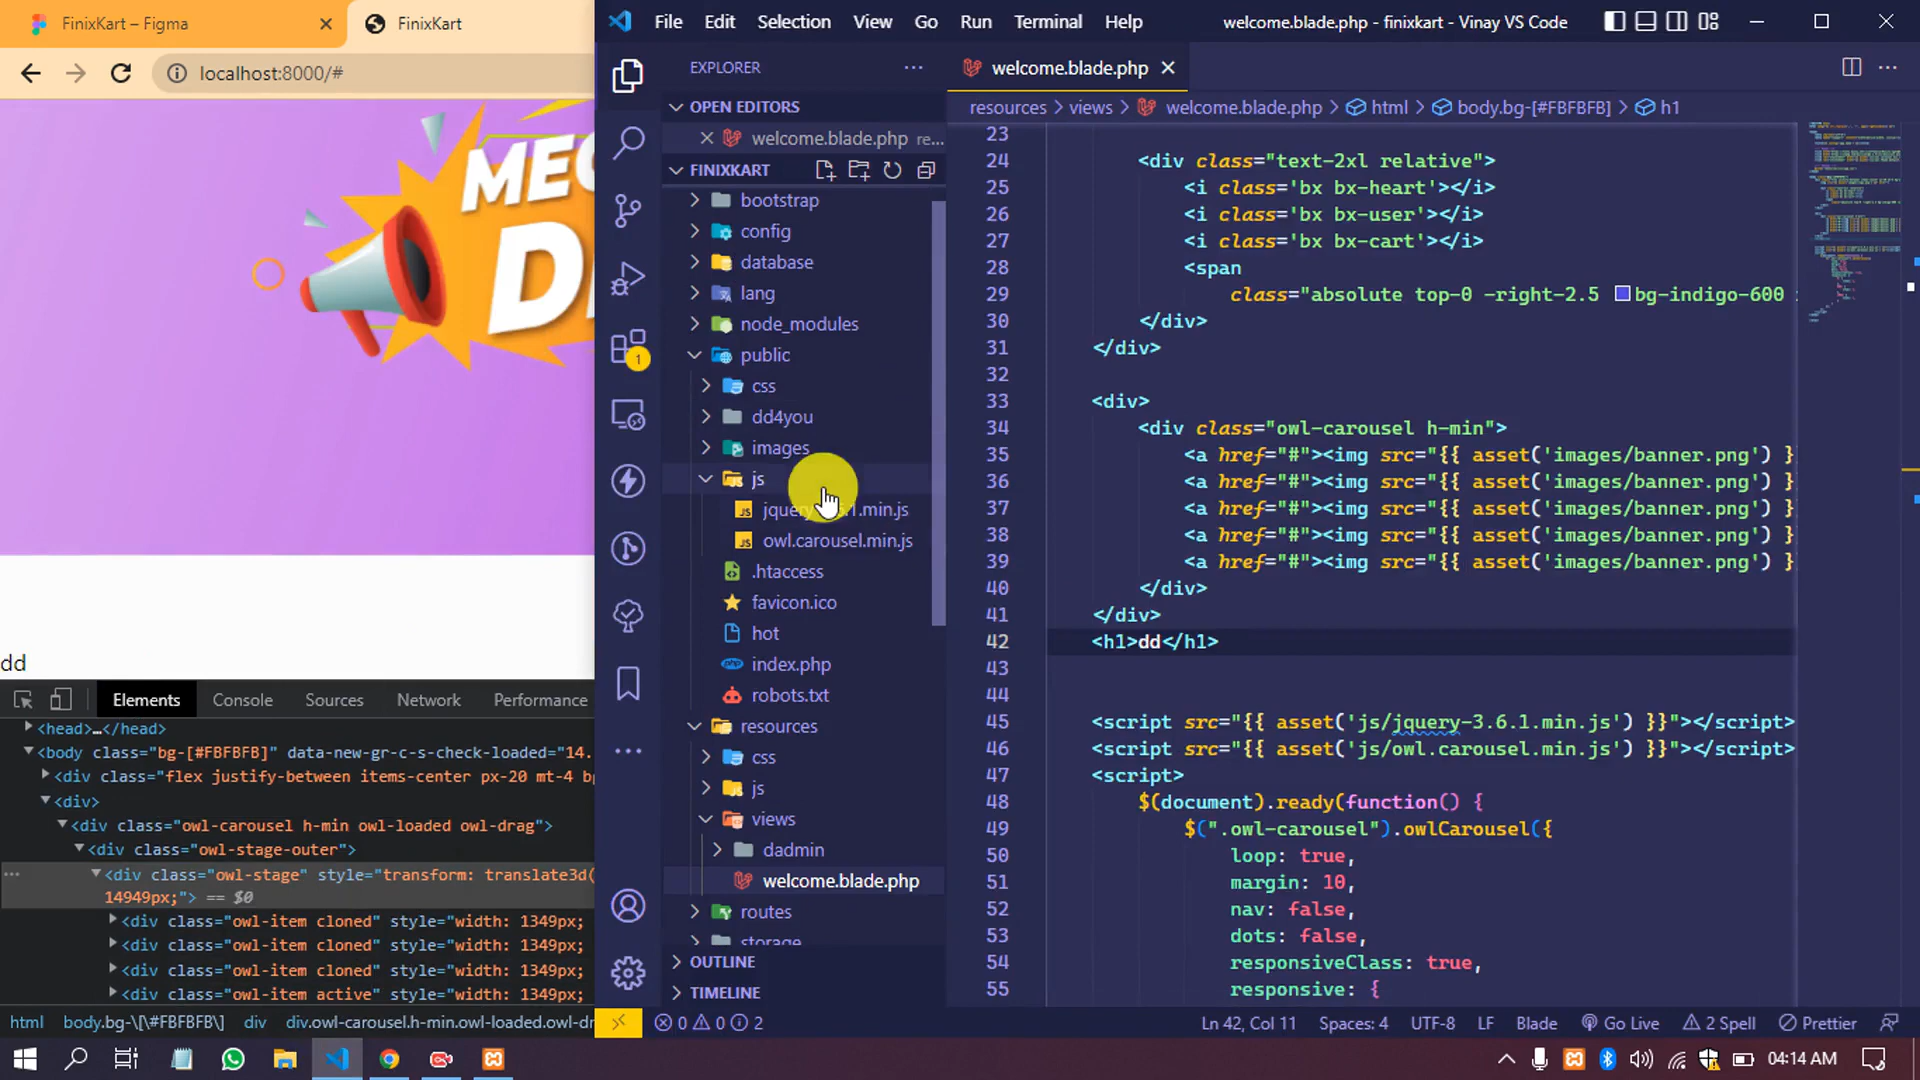 FinixKart – Figma
FinixKart
localhost:8000/#
MEG
D
dd
Elements Console Sources Network Performance
<head>…</head>
<body class="bg-[#FBFBFB]" data-new-gr-c-s-check-loaded="14.
<div class="flex justify-between items-center px-20 mt-4 b
<div>
<div class="owl-carousel h-min owl-loaded owl-drag">
<div class="owl-stage-outer">
<div class="owl-stage" style="transform: translate3d(
14949px;"> == $0
<div class="owl-item cloned" style="width: 1349px;
<div class="owl-item cloned" style="width: 1349px;
<div class="owl-item cloned" style="width: 1349px;
<div class="owl-item active" style="width: 1349px;
html body.bg-\[\#FBFBFB\] div div.owl-carousel.h-min.owl-loaded.owl-dr
File Edit Selection View Go Run Terminal Help
welcome.blade.php - finixkart - Vinay VS Code
EXPLORER
OPEN EDITORS
welcome.blade.php re...
FINIXKART
bootstrap
config
database
lang
node_modules
public
css
dd4you
images
js
owl.carousel.min.js
.htaccess
favicon.ico
hot
index.php
robots.txt
resources
css
js
views
dadmin
welcome.blade.php
routes
storage
OUTLINE
TIMELINE
1
welcome.blade.php
resources > views > welcome.blade.php > html > body.bg-[#FBFBFB] > h1
23
24 <div class="text-2xl relative">
25 <i class='bx bx-heart'></i>
26 <i class='bx bx-user'></i>
27 <i class='bx bx-cart'></i>
28 <span
29 class="absolute top-0 -right-2.5 bg-indigo-600
30 </div>
31 </div>
32
33 <div>
34 <div class="owl-carousel h-min">
35 <a href="#"><img src="{{ asset('images/banner.png') }
36 <a href="#"><img src="{{ asset('images/banner.png') }
37 <a href="#"><img src="{{ asset('images/banner.png') }
38 <a href="#"><img src="{{ asset('images/banner.png') }
39 <a href="#"><img src="{{ asset('images/banner.png') }
40 </div>
41 </div>
42 <h1>dd</h1>
43
44
45 <script src="{{ asset('js/jquery-3.6.1.min.js') }}"></script>
46 <script src="{{ asset('js/owl.carousel.min.js') }}"></script>
47 <script>
48 $(document).ready(function() {
49 $(".owl-carousel").owlCarousel({
50 loop: true,
51 margin: 10,
52 nav: false,
53 dots: false,
54 responsiveClass: true,
55 responsive: {
0 0 2
Ln 42, Col 11 Spaces: 4 UTF-8 LF Blade Go Live 2 Spell Prettier
04:14 AM